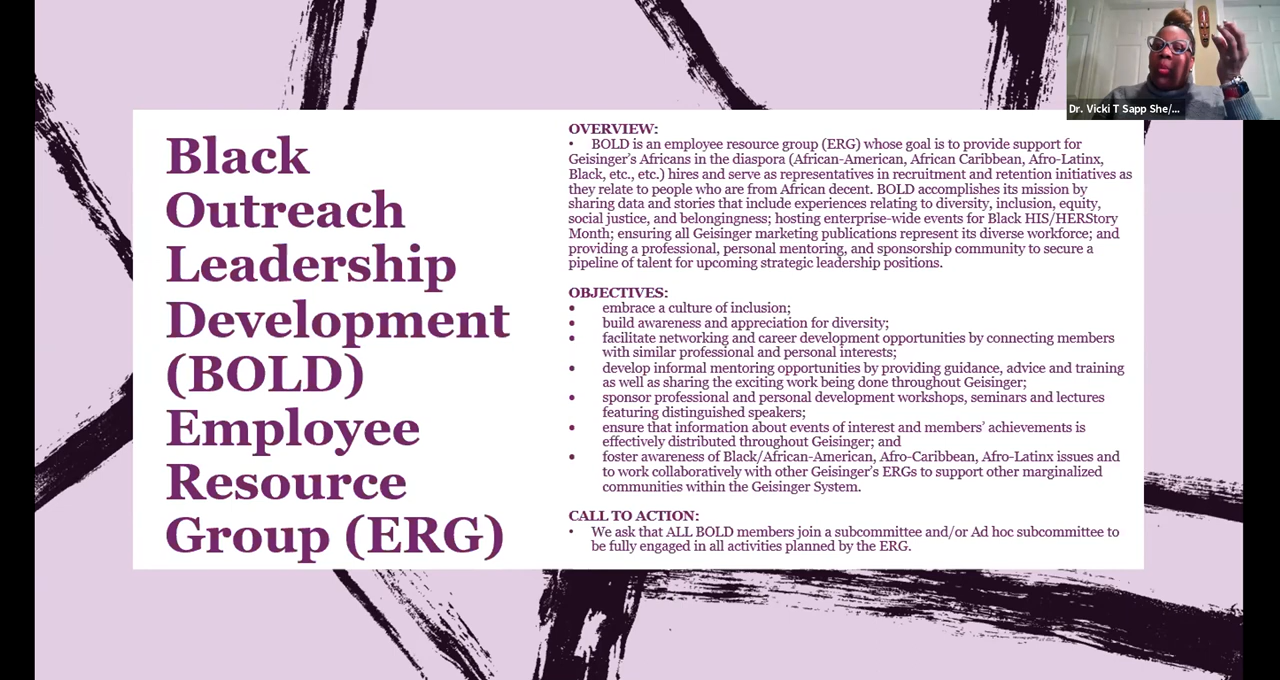 Black
Outreach
Leadership
Development
(BOLD)
Employee
Resource
Group (ERG)
OVERVIEW:
• BOLD is an employee resource group (ERG) whose goal is to provide support for
Geisinger's Africans in the diaspora (African-American, African Caribbean, Afro-Latinx,
Black, etc., etc.) hires and serve as representatives in recruitment and retention initiatives as
they relate to people who are from African decent. BOLD accomplishes its mission by
sharing data and stories that include experiences relating to diversity, inclusion, equity,
social justice, and belongingness; hosting enterprise-wide events for Black HIS/HERStory
Month; ensuring all Geisinger marketing publications represent its diverse workforce; and
providing a professional, personal mentoring, and sponsorship community to secure a
pipeline of talent for upcoming strategic leadership positions.
OBJECTIVES:
• embrace a culture of inclusion;
• build awareness and appreciation for diversity;
• facilitate networking and career development opportunities by connecting members
with similar professional and personal interests;
• develop informal mentoring opportunities by providing guidance, advice and training
as well as sharing the exciting work being done throughout Geisinger;
• sponsor professional and personal development workshops, seminars and lectures
featuring distinguished speakers;
• ensure that information about events of interest and members' achievements is
effectively distributed throughout Geisinger; and
• foster awareness of Black/African-American, Afro-Caribbean, Afro-Latinx issues and
to work collaboratively with other Geisinger's ERGs to support other marginalized
communities within the Geisinger System.
CALL TO ACTION:
• We ask that ALL BOLD members join a subcommittee and/or Ad hoc subcommittee to
be fully engaged in all activities planned by the ERG.
Dr. Vicki T Sapp She/...